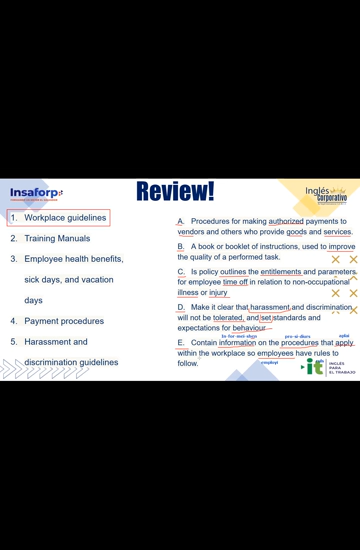 Insaforp
Review!
Inglés
Corporativo
1. Workplace guidelines
2. Training Manuals
3. Employee health benefits,
sick days, and vacation
days
4. Payment procedures
5. Harassment and
discrimination guidelines
A. Procedures for making authorized payments to
vendors and others who provide goods and services.
B. A book or booklet of instructions, used to improve
the quality of a performed task.
C. Is policy outlines the entitlements and parameters
for employee time off in relation to non-occupational
illness or injury
D. Make it clear that harassment and discrimination
will not be tolerated, and set standards and
expectations for behaviour
E. Contain information on the procedures that apply
within the workplace so employees have rules to
follow.
it
INGLÉS
PARA
EL TRABAJO